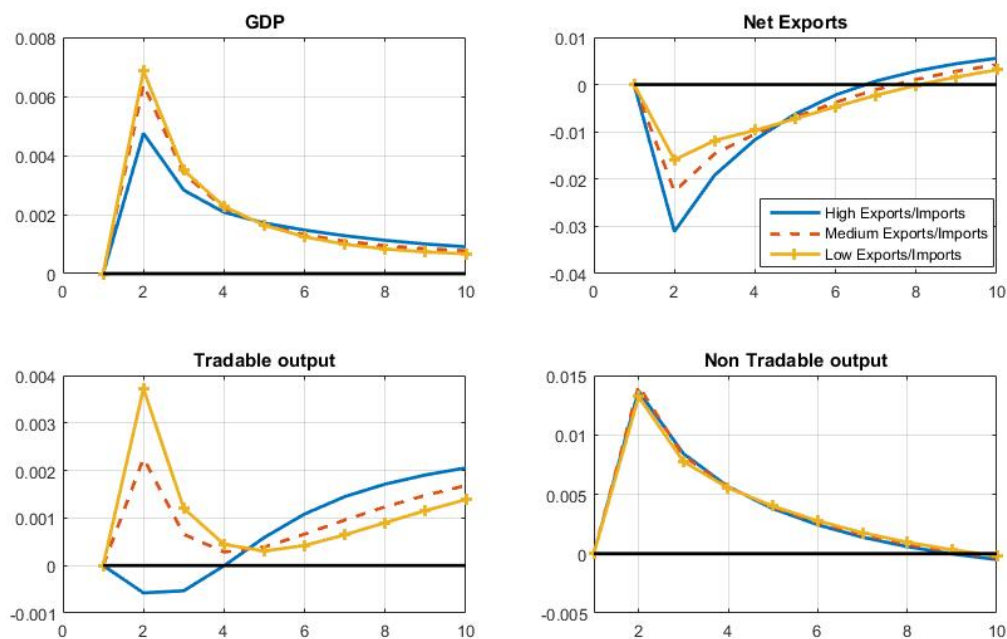 GDP
0.008
0.006
0.004
0.002
0
0 2 4 6 8 10
Net Exports
0.01
0
-0.01
-0.02
-0.03
-0.04
0 2 4 6 8 10
High Exports/Imports
Medium Exports/Imports
Low Exports/Imports
Tradable output
0.004
0.003
0.002
0.001
0
-0.001
0 2 4 6 8 10
Non Tradable output
0.015
0.01
0.005
0
-0.005
0 2 4 6 8 10